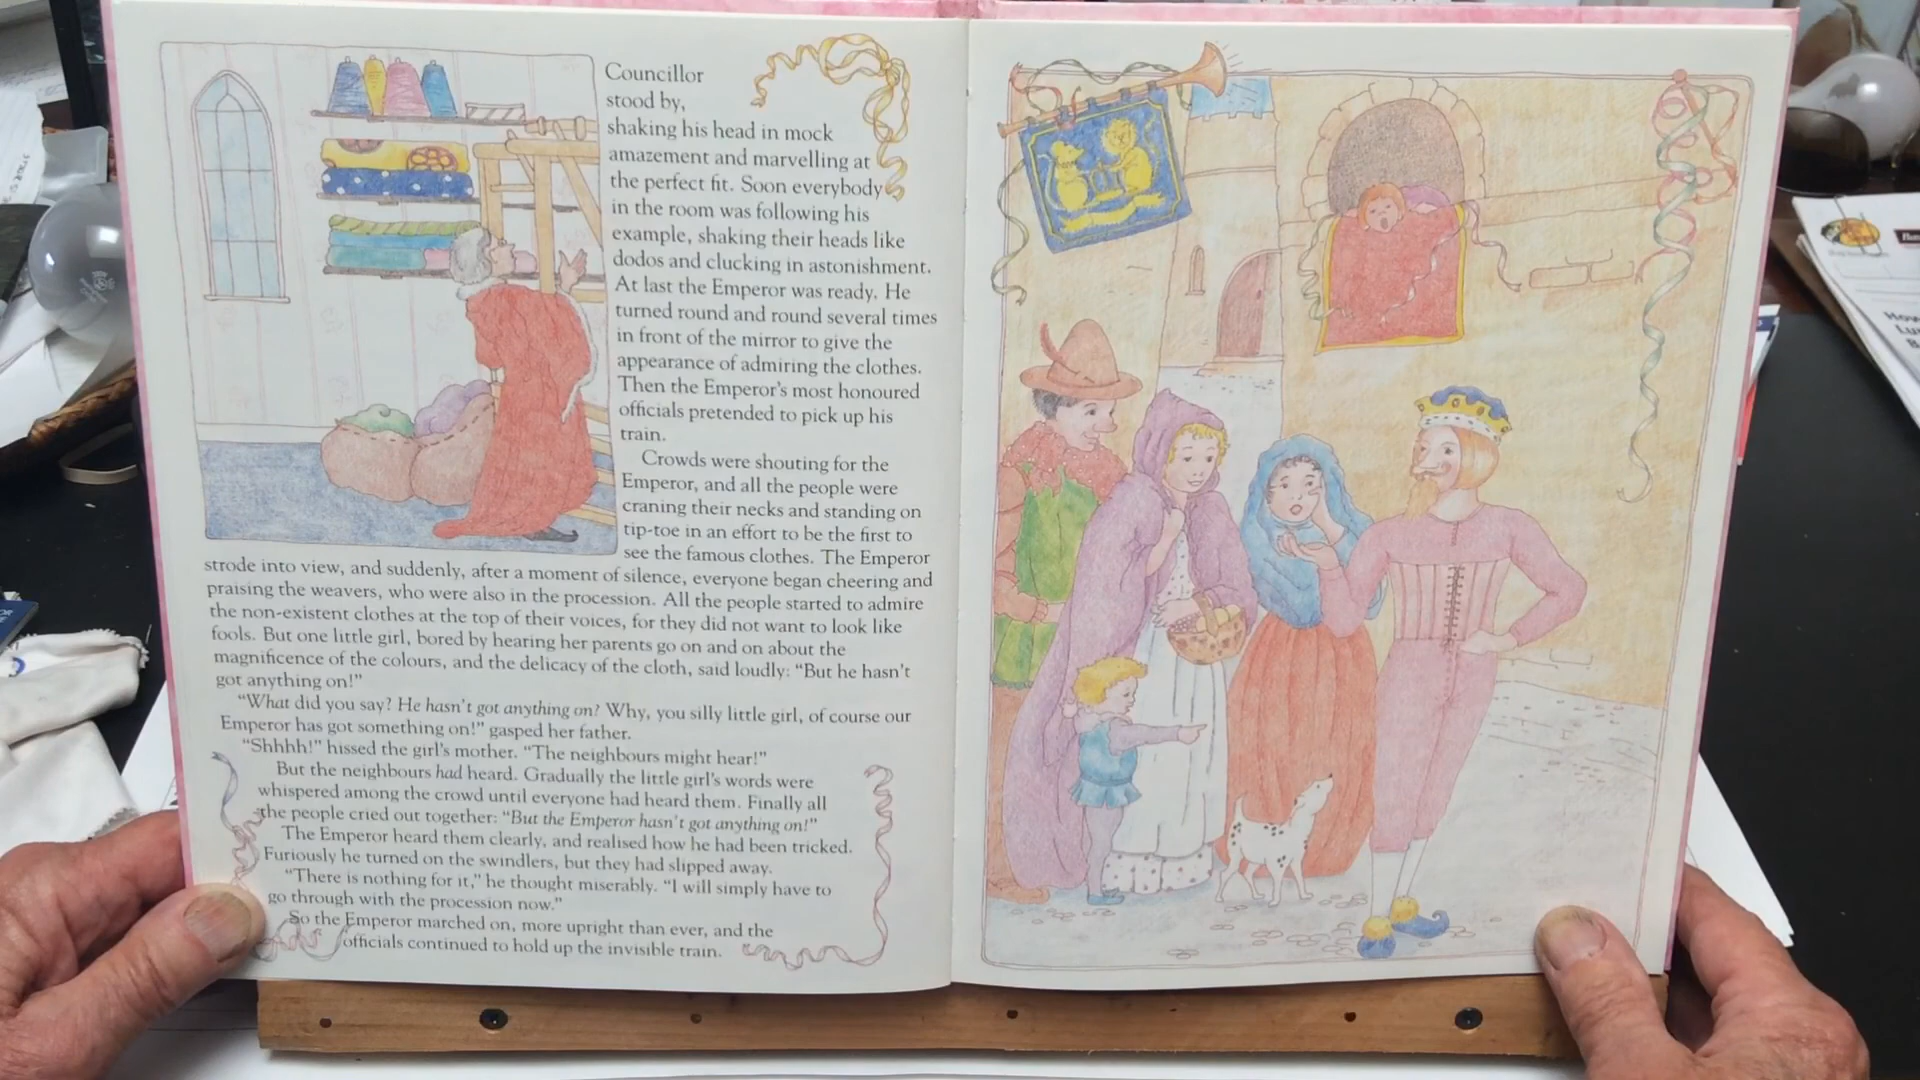 Councillor
stood by,
shaking his head in mock
amazement and marvelling at
the perfect fit. Soon everybody
in the room was following his
example, shaking their heads like
dodos and clucking in astonishment.
At last the Emperor was ready. He
turned round and round several times
in front of the mirror to give the
appearance of admiring the clothes.
Then the Emperor's most honoured
officials pretended to pick up his
train.
Crowds were shouting for the
Emperor, and all the people were
craning their necks and standing on
tip-toe in an effort to be the first to
see the famous clothes. The Emperor
strode into view, and suddenly, after a moment of silence, everyone began cheering and
praising the weavers, who were also in the procession. All the people started to admire
the non-existent clothes at the top of their voices, for they did not want to look like
fools. But one little girl, bored by hearing her parents go on and on about the
magnificence of the colours, and the delicacy of the cloth, said loudly: "But he hasn't
got anything on!"
"What did you say? He hasn't got anything on? Why, you silly little girl, of course our
Emperor has got something on!" gasped her father.
"Shhhh!" hissed the girl's mother. "The neighbours might hear!"
But the neighbours had heard. Gradually the little girl's words were
whispered among the crowd until everyone had heard them. Finally all
the people cried out together: "But the Emperor hasn't got anything on!"
The Emperor heard them clearly, and realised how he had been tricked.
Furiously he turned on the swindlers, but they had slipped away.
"There is nothing for it," he thought miserably. "I will simply have to
go through with the procession now."
So the Emperor marched on, more upright than ever, and the
officials continued to hold up the invisible train.